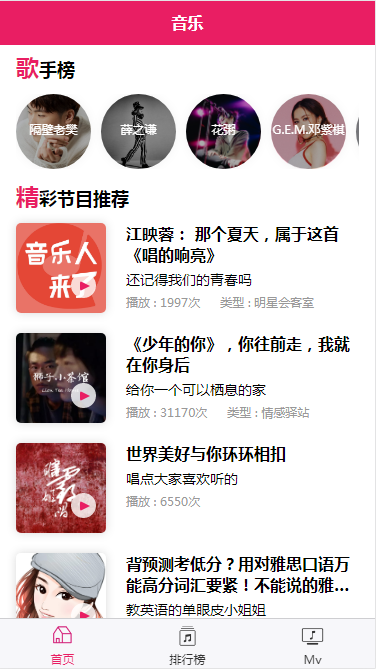 音乐
歌手榜
隔壁老樊
薛之谦
花粥
G.E.M.邓紫棋
精彩节目推荐
音乐人
来了
江映蓉： 那个夏天，属于这首
《唱的响亮》
还记得我们的青春吗
播放 : 1997次 类型 : 明星会客室
柿子小茶馆
《少年的你》，你往前走，我就
在你身后
给你一个可以栖息的家
播放 : 31170次 类型 : 情感驿站
世界美好与你环环相扣
唱点大家喜欢听的
播放 : 6550次
背预测考低分？用对雅思口语万
能高分词汇要紧！不能说的雅...
教英语的单眼皮小姐姐
首页
排行榜
Mv